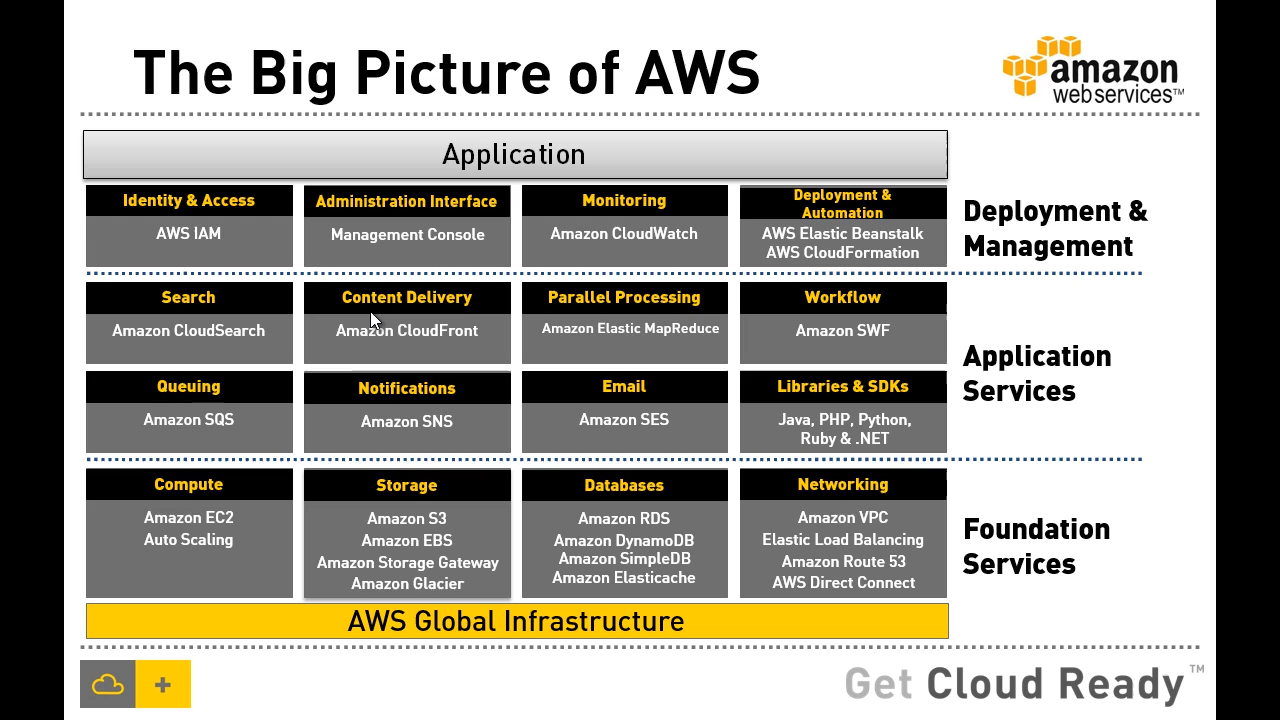 The Big Picture of AWS
amazon
webservices™
Application
Identity & Access
AWS IAM
Administration Interface
Management Console
Monitoring
Amazon CloudWatch
Deployment &
Automation
AWS Elastic Beanstalk
AWS CloudFormation
Deployment &
Management
Search
Amazon CloudSearch
Content Delivery
Amazon CloudFront
Parallel Processing
Amazon Elastic MapReduce
Workflow
Amazon SWF
Queuing
Amazon SQS
Notifications
Amazon SNS
Email
Amazon SES
Libraries & SDKs
Java, PHP, Python,
Ruby & .NET
Application
Services
Compute
Amazon EC2
Auto Scaling
Storage
Amazon S3
Amazon EBS
Amazon Storage Gateway
Amazon Glacier
Databases
Amazon RDS
Amazon DynamoDB
Amazon SimpleDB
Amazon Elasticache
Networking
Amazon VPC
Elastic Load Balancing
Amazon Route 53
AWS Direct Connect
Foundation
Services
AWS Global Infrastructure
+
Get Cloud Ready™